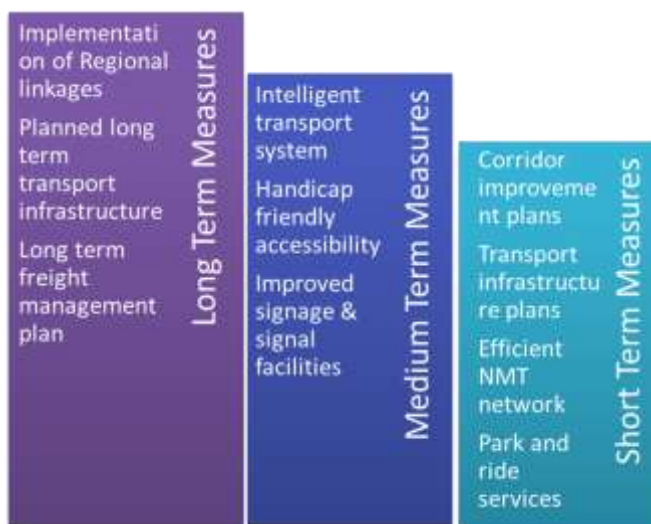 Implementati
on of Regional
linkages
Planned long
term
transport
infrastructure
Long term
freight
management
plan
Long Term Measures
Intelligent
transport
system
Handicap
friendly
accessibility
Improved
signage &
signal
facilities
Medium Term Measures
Corridor
improveme
nt plans
Transport
infrastructu
re plans
Efficient
NMT
network
Park and
ride
services
Short Term Measures